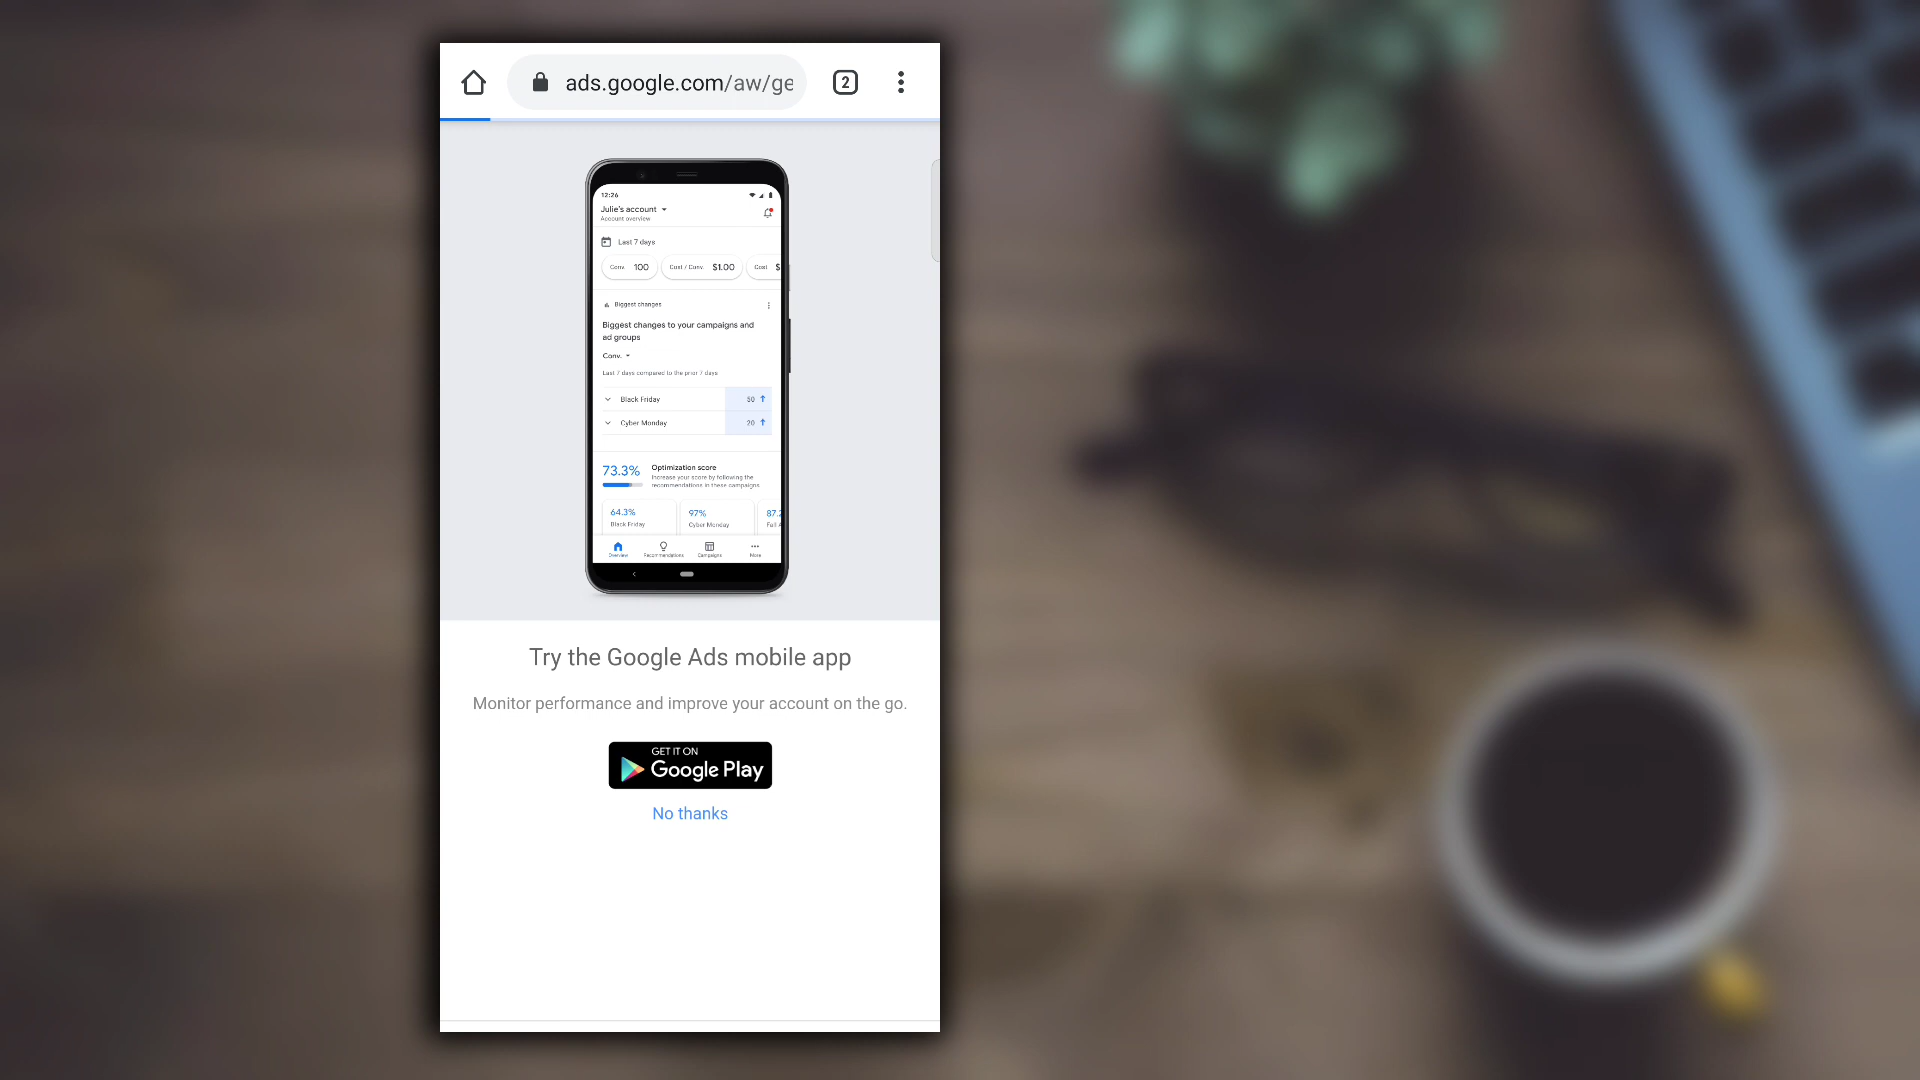 ads.google.com/aw/ge
2
12:26
Julie's account
Account overview
Last 7 days
Conv. 100
Cost / Conv. $1.00
Cost $
Biggest changes
Biggest changes to your campaigns and
ad groups
Conv.
Last 7 days compared to the prior 7 days
Black Friday 50
Cyber Monday 20
73.3%
Optimization score
Increase your score by following the
recommendations in these campaigns
64.3% 97% 87.2
Black Friday Cyber Monday Fall
Overview Recommendations Campaigns More
Try the Google Ads mobile app
Monitor performance and improve your account on the go.
GET IT ON
Google Play
No thanks